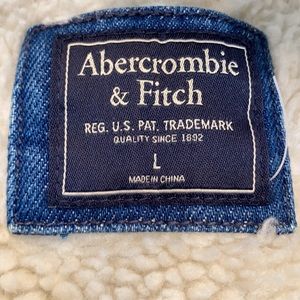 Abercrombie
& Fitch
REG. U.S. PAT. TRADEMARK
QUALITY SINCE 1892
L
MADE IN CHINA